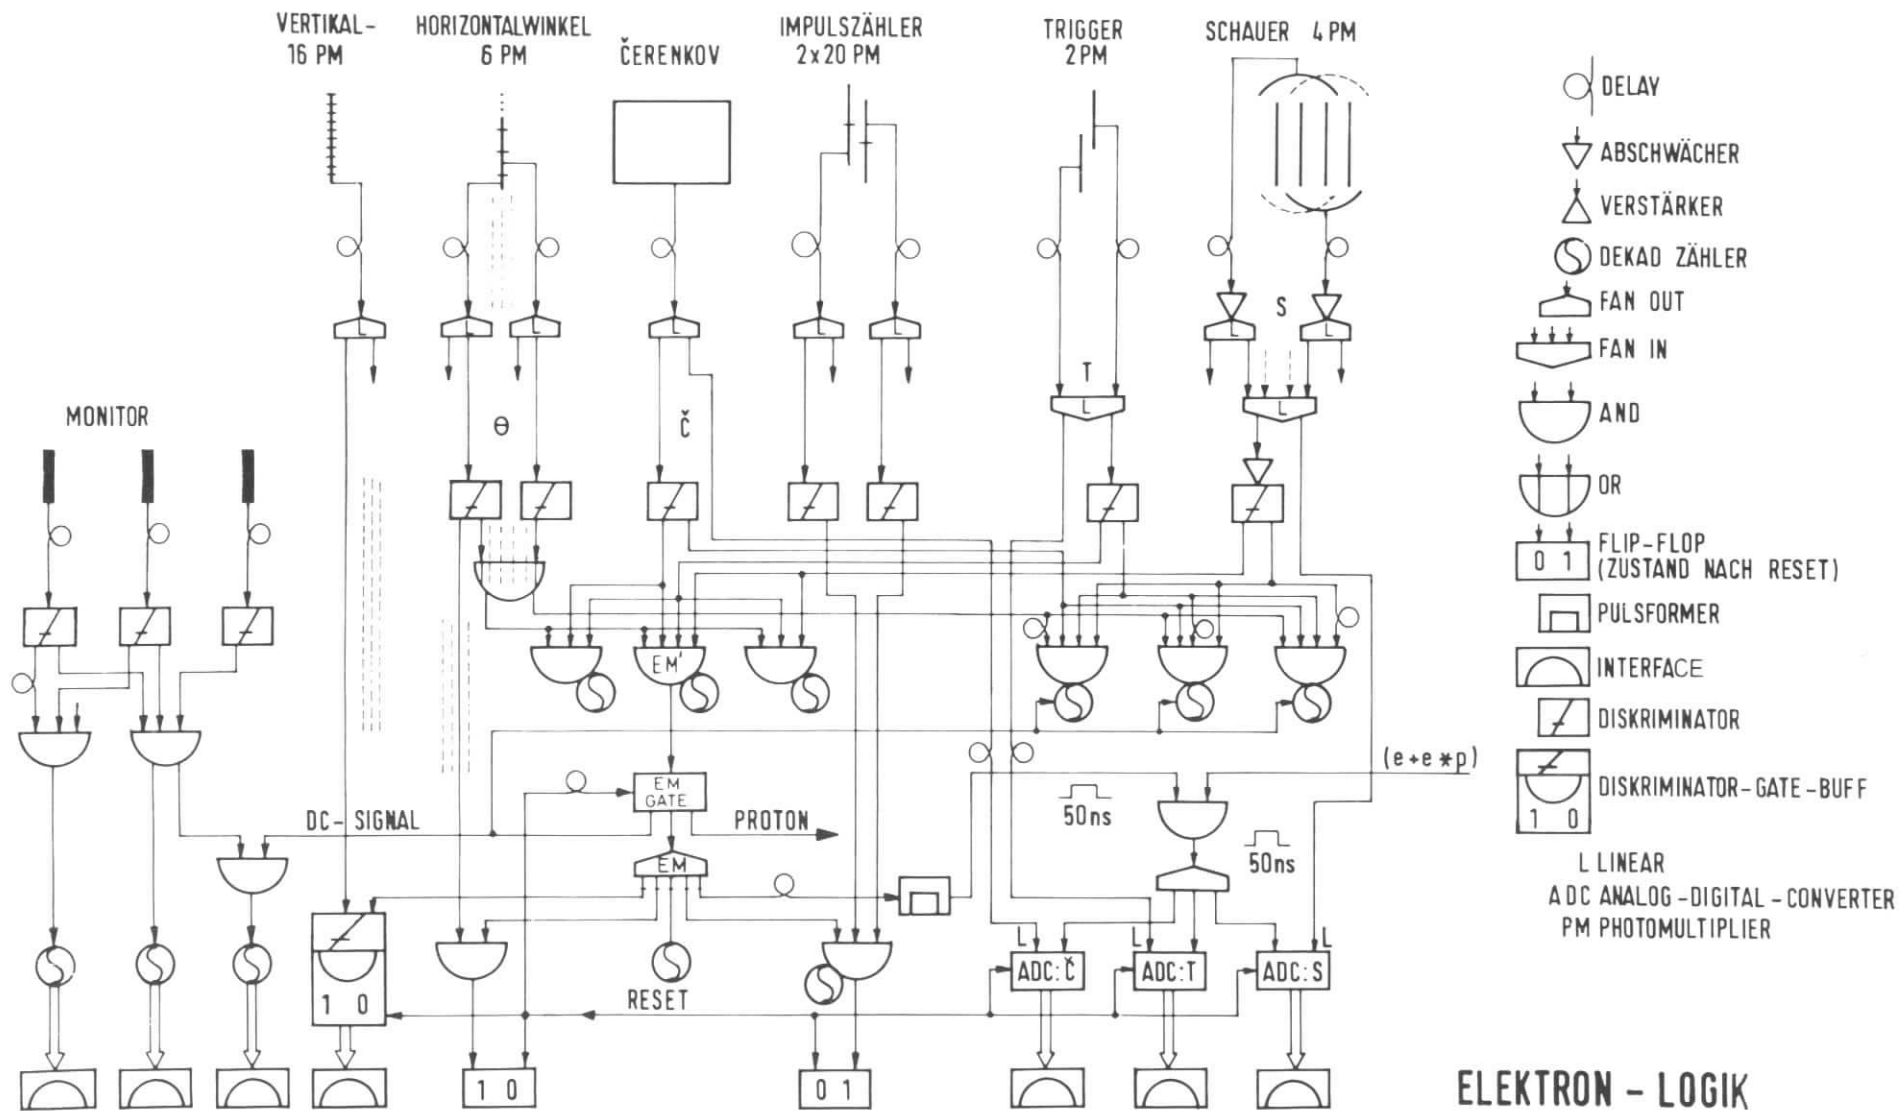 VERTIKAL-
16 PM
HORIZONTALWINKEL
6 PM
ČERENKOV
IMPULSZÄHLER
2x20 PM
TRIGGER
2PM
SCHAUER 4PM
DELAY
ABSCHWÄCHER
VERSTÄRKER
DEKAD ZÄHLER
FAN OUT
FAN IN
AND
OR
0 1
FLIP-FLOP
(ZUSTAND NACH RESET)
PULSFORMER
INTERFACE
DISKRIMINATOR
DISKRIMINATOR-GATE-BUFF
1 0
L LINEAR
ADC ANALOG-DIGITAL-CONVERTER
PM PHOTOMULTIPLIER
L
L
L
L
L
L
S
L
L
T
L
L
MONITOR
Θ
Č
EM'
EM
GATE
DC-SIGNAL
PROTON
(e+e*p)
50ns
50ns
EM
L
L
L
ADC:Č
ADC:T
ADC:S
1 0
RESET
1 0
0 1
ELEKTRON - LOGIK